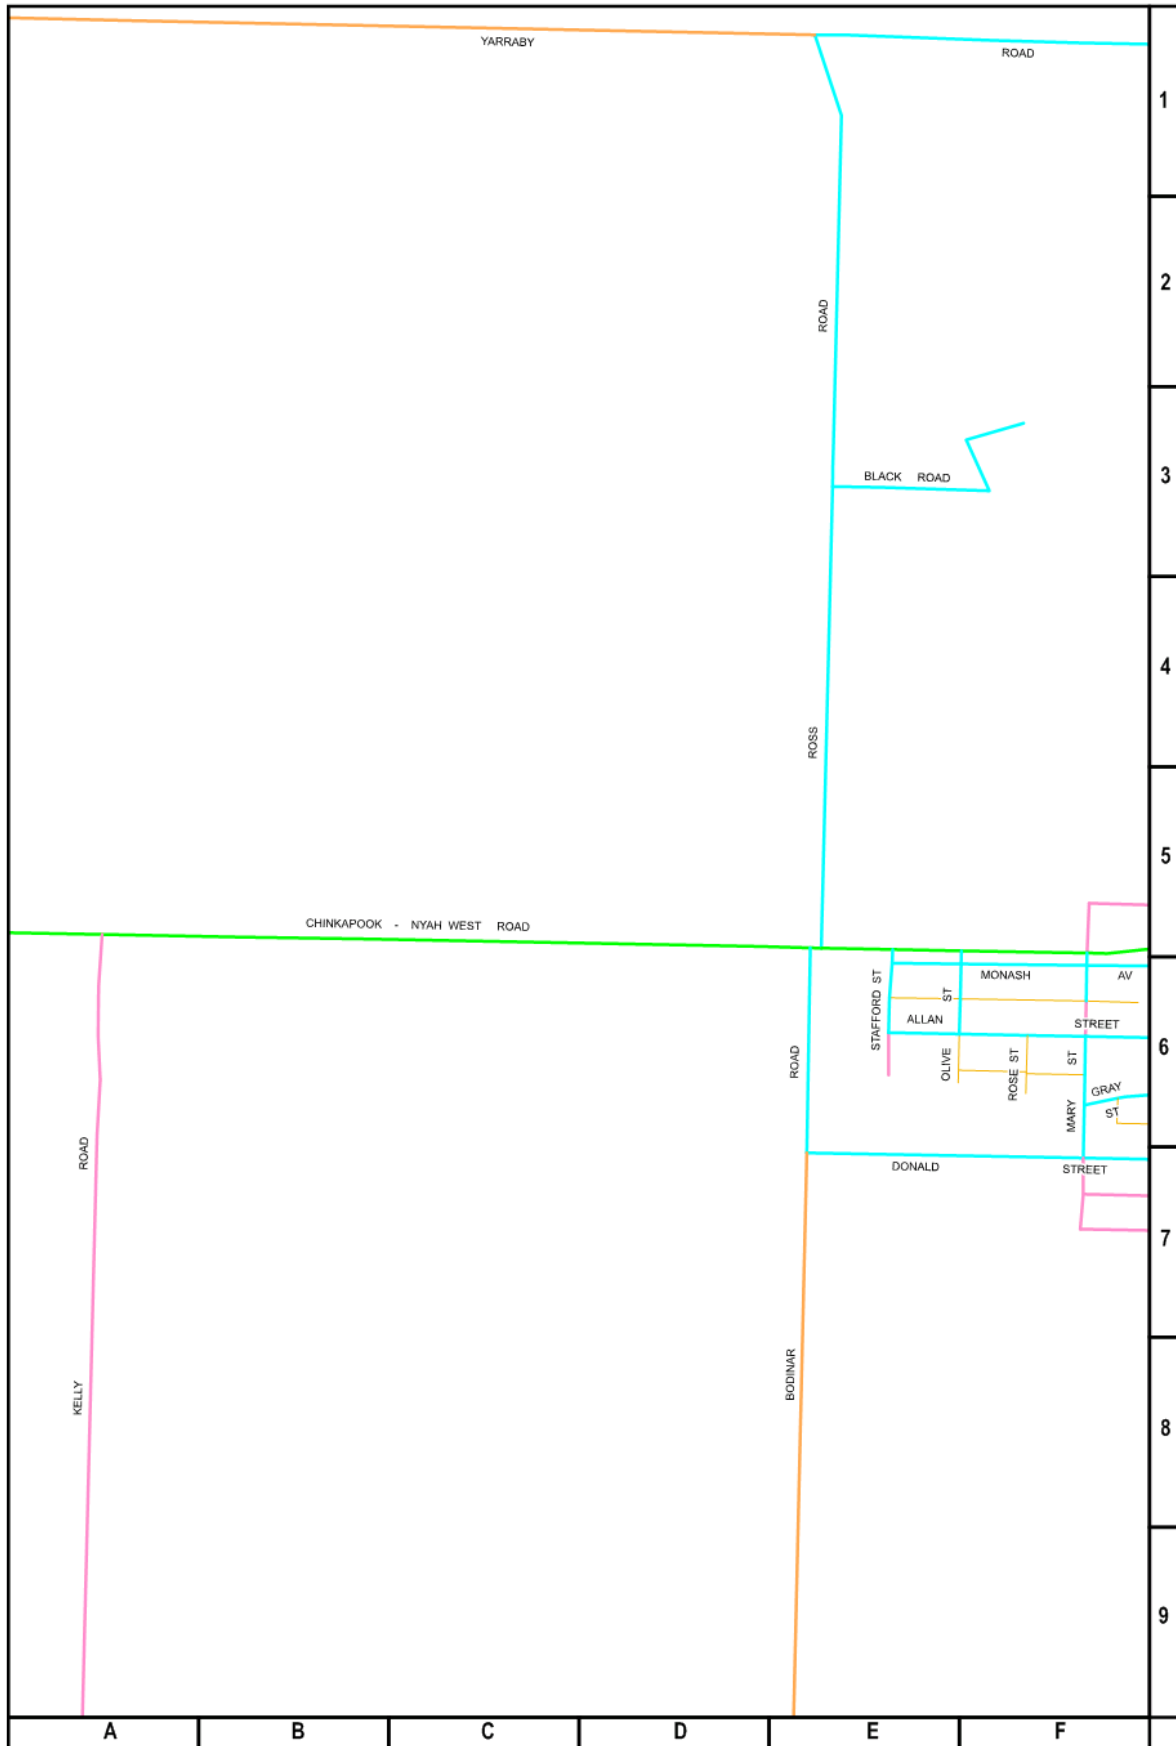 YARRABY
ROAD
1
2
ROAD
BLACK ROAD
3
4
ROSS
5
CHINKAPOOK - NYAH WEST ROAD
STAFFORD ST
MONASH AV
ST
ALLAN STREET
6
ROAD
OLIVE
ROSE ST
ST
GRAY
ST
MARY
ROAD
DONALD STREET
7
KELLY
BODINAR
8
9
A B C D E F